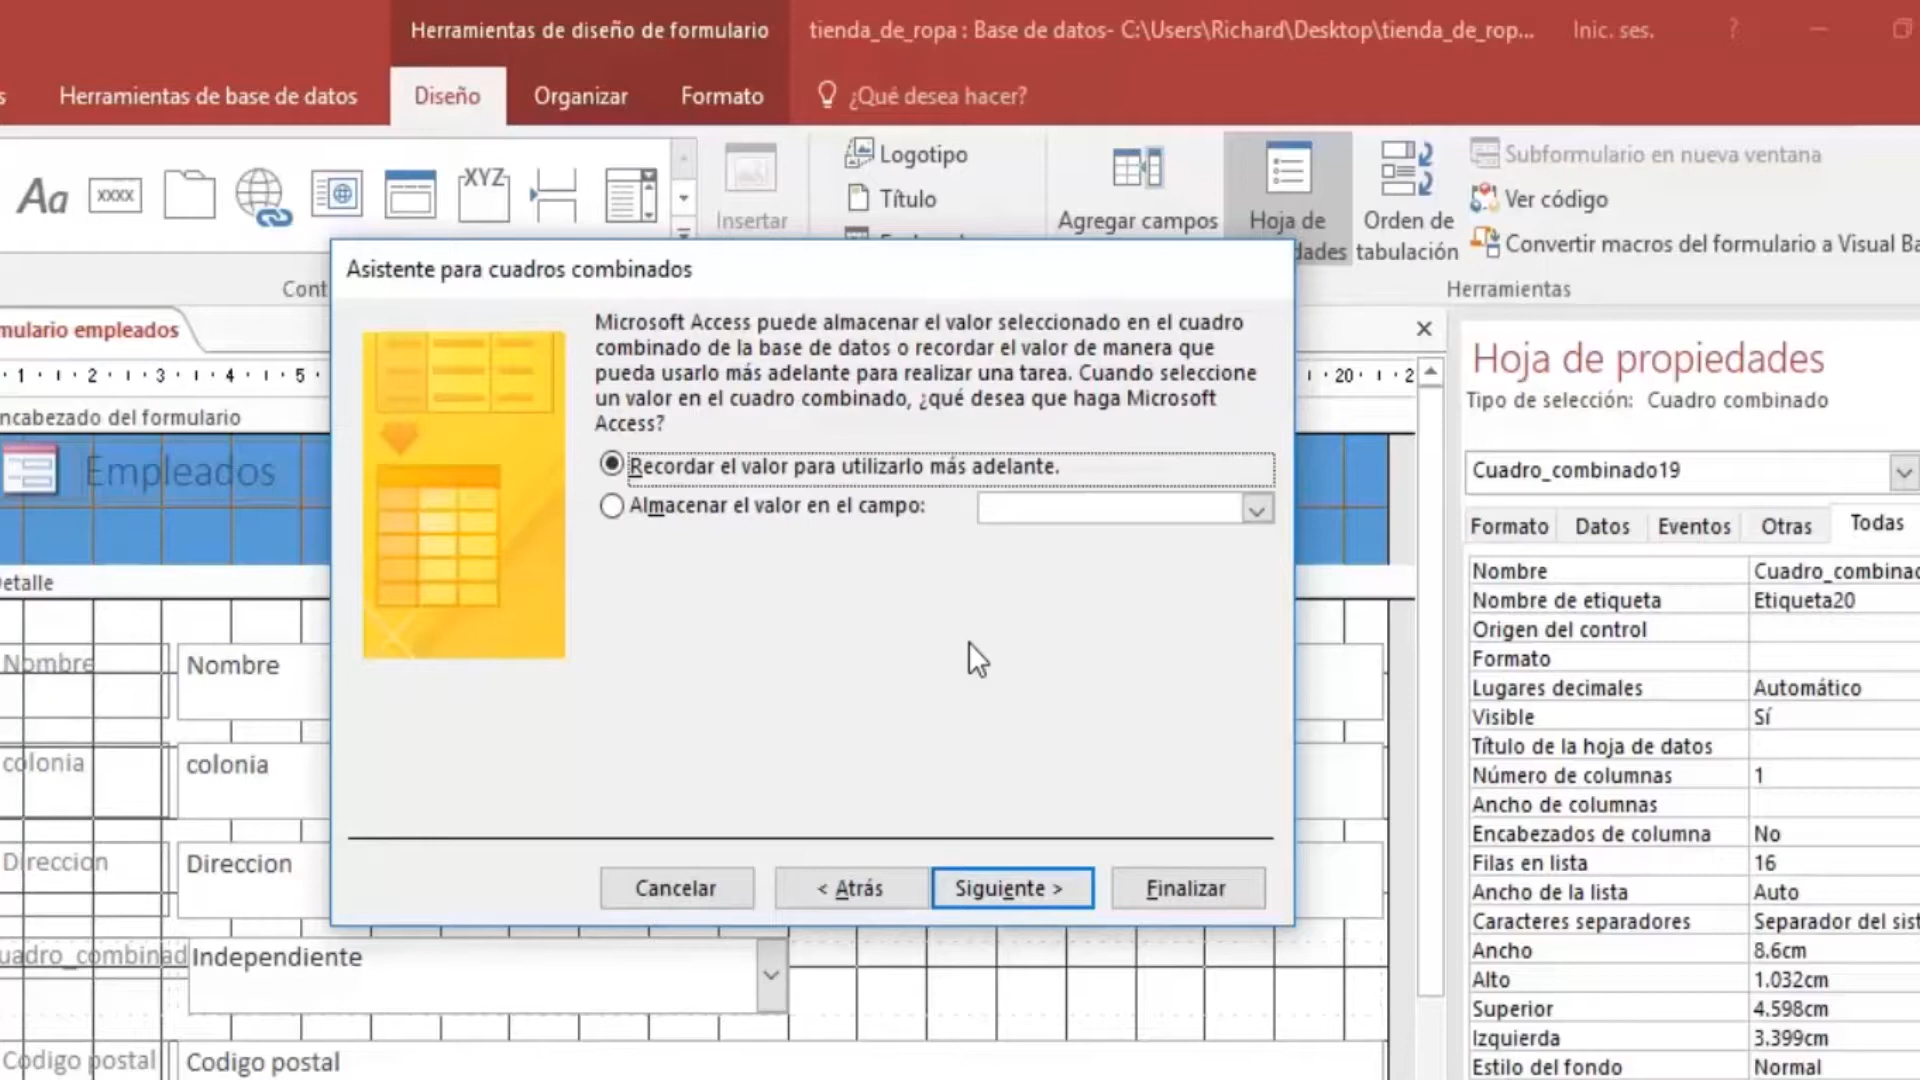 Herramientas de diseño de formulario
tienda_de_ropa : Base de datos- C:\Users\Richard\Desktop\tienda_de_rop...
Inic. ses.
?
s
Herramientas de base de datos
Diseño
Organizar
Formato
¿Qué desea hacer?
Aa
XXXX
XYZ
Insertar
Logotipo
Título
Agregar campos
Hoja de
dades
Orden de
tabulación
Subformulario en nueva ventana
Ver código
Convertir macros del formulario a Visual Ba
Cont
Herramientas
mulario empleados
1 2 3 4 5
20 2
ncabezado del formulario
Empleados
etalle
Nombre
Nombre
colonia
colonia
Direccion
Direccion
uadro_combinad
Independiente
Codigo postal
Codigo postal
Asistente para cuadros combinados
Microsoft Access puede almacenar el valor seleccionado en el cuadro
combinado de la base de datos o recordar el valor de manera que
pueda usarlo más adelante para realizar una tarea. Cuando seleccione
un valor en el cuadro combinado, ¿qué desea que haga Microsoft
Access?
Recordar el valor para utilizarlo más adelante.
Almacenar el valor en el campo:
Cancelar
< Atrás
Siguiente >
Finalizar
Hoja de propiedades
Tipo de selección: Cuadro combinado
Cuadro_combinado19
Formato
Datos
Eventos
Otras
Todas
Nombre Cuadro_combinad
Nombre de etiqueta Etiqueta20
Origen del control
Formato
Lugares decimales Automático
Visible Sí
Título de la hoja de datos
Número de columnas 1
Ancho de columnas
Encabezados de columna No
Filas en lista 16
Ancho de la lista Auto
Caracteres separadores Separador del sist
Ancho 8.6cm
Alto 1.032cm
Superior 4.598cm
Izquierda 3.399cm
Estilo del fondo Normal